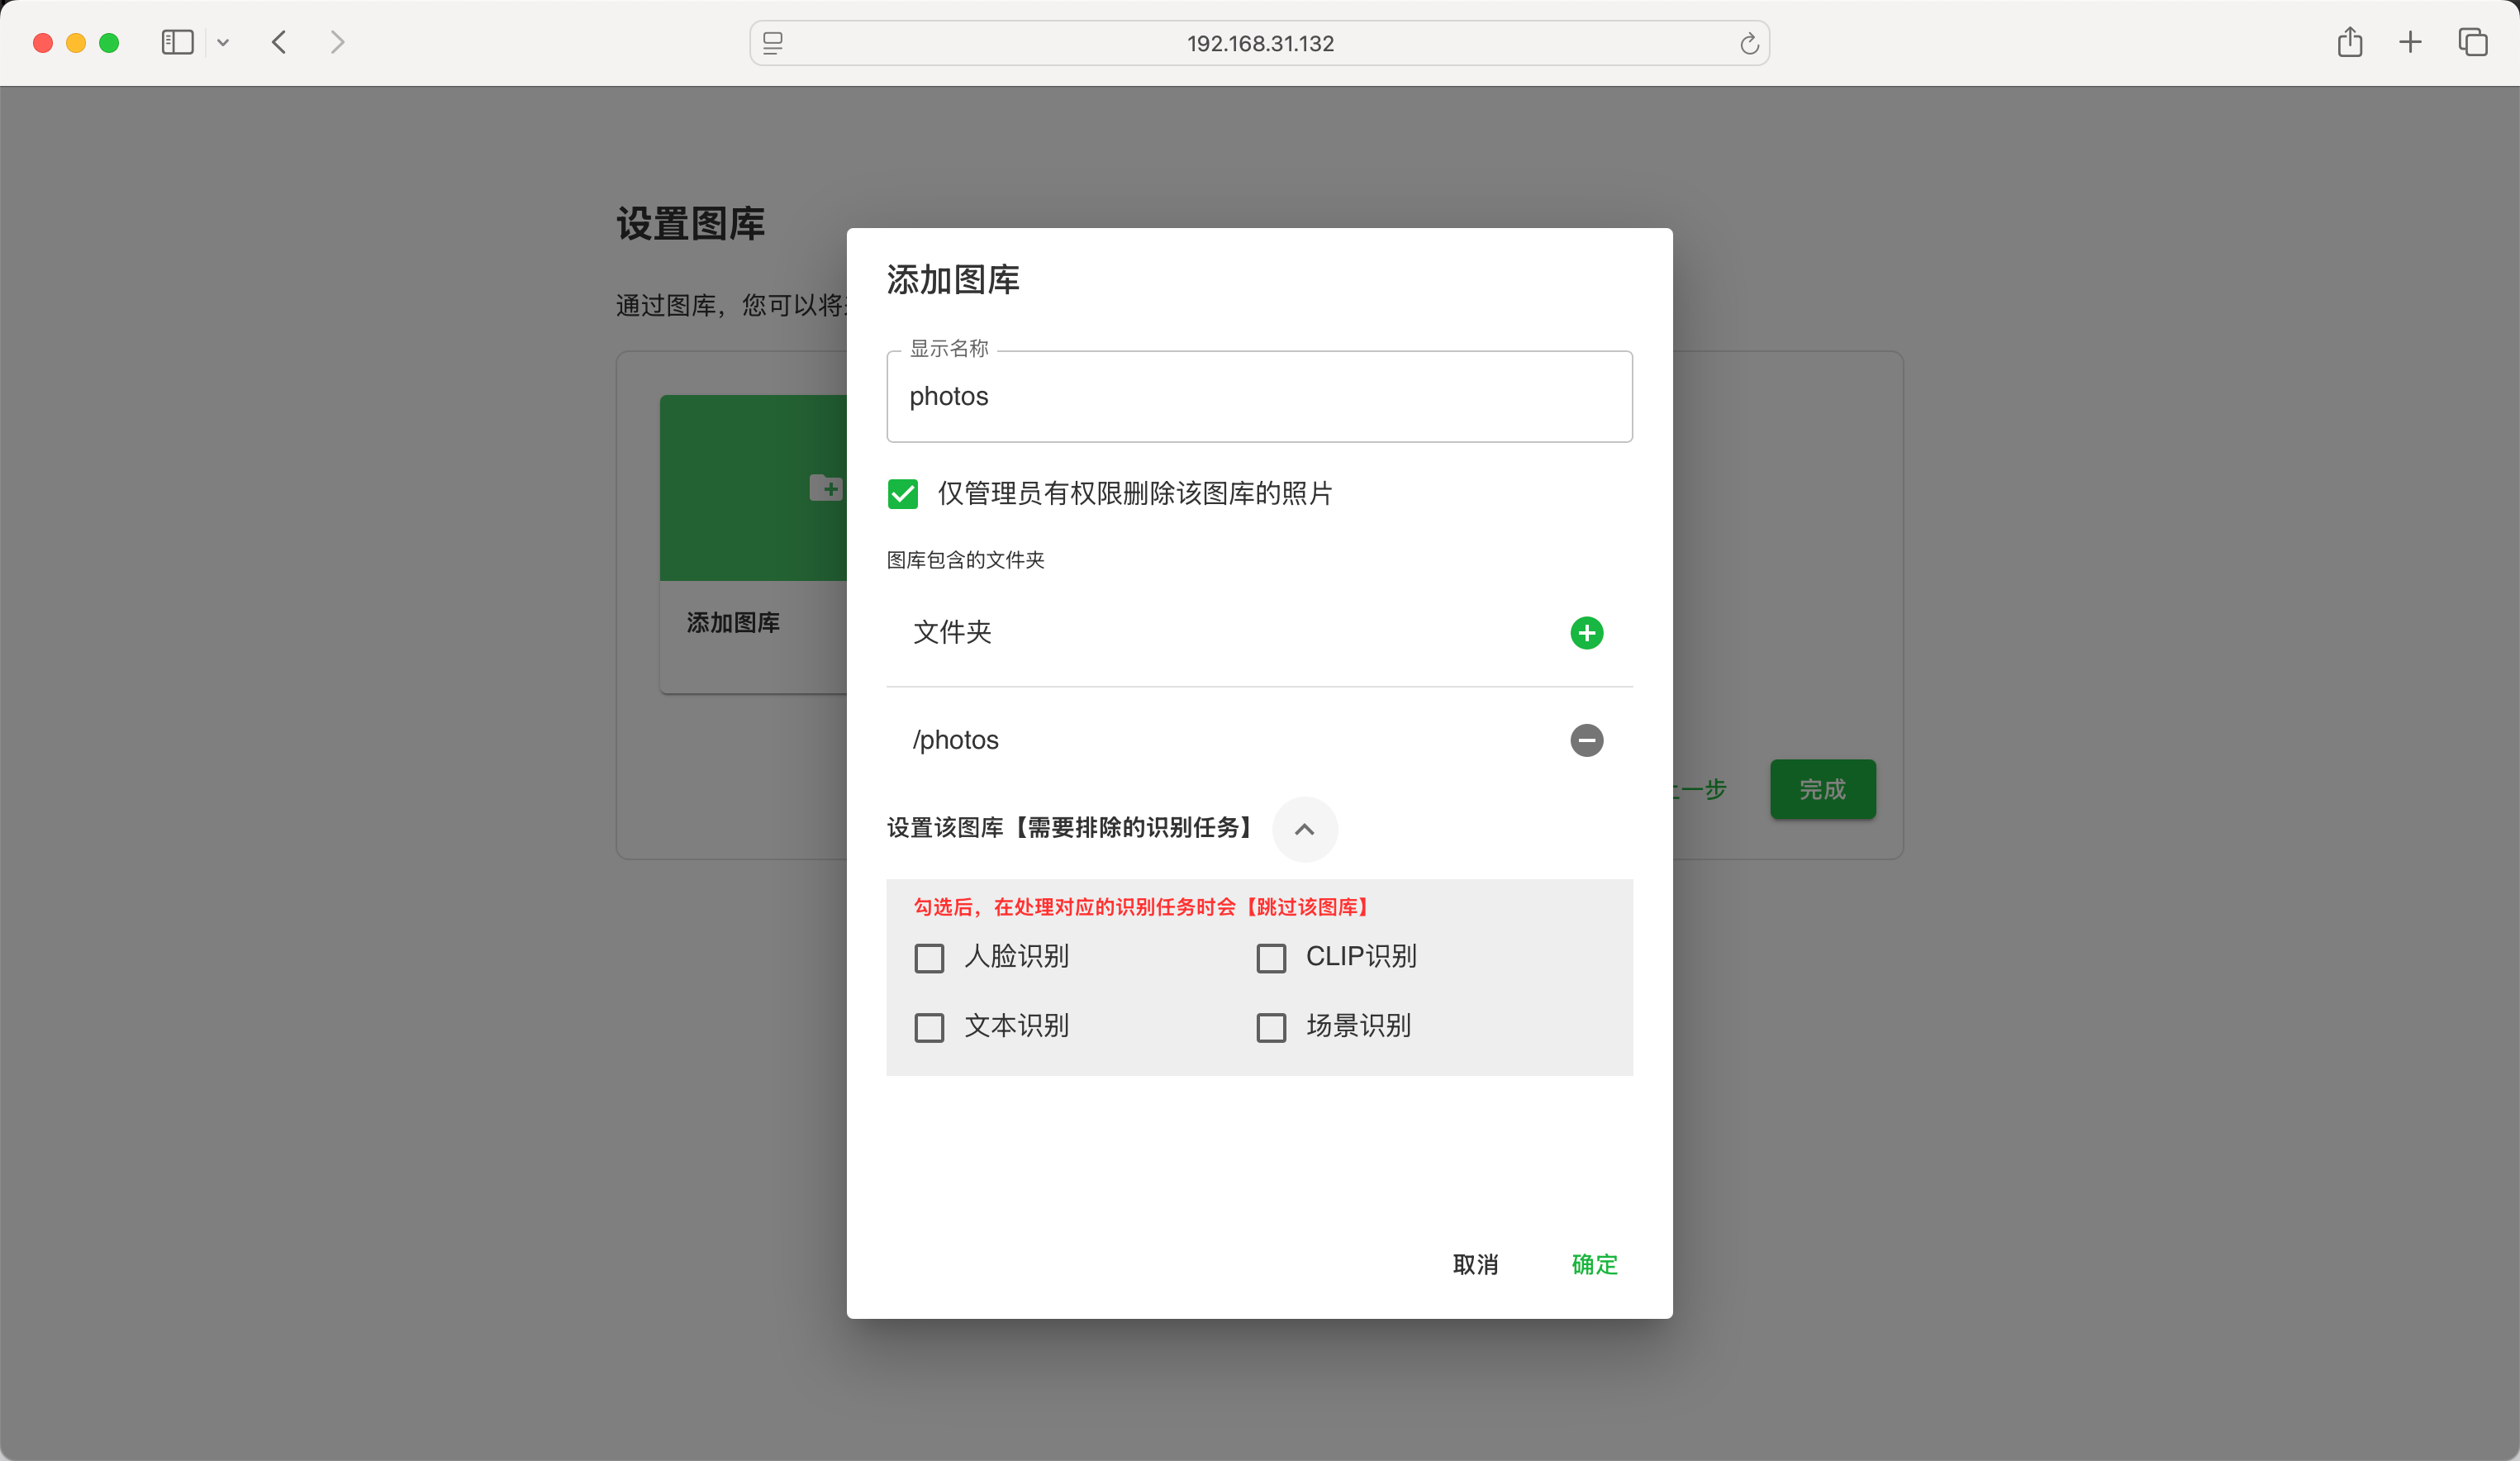 192.168.31.132
设置图库
通过图库，您可以将
添加图库
添加图库
显示名称
photos
仅管理员有权限删除该图库的照片
图库包含的文件夹
文件夹
/photos
设置该图库【需要排除的识别任务】
勾选后，在处理对应的识别任务时会【跳过该图库】
人脸识别
CLIP识别
文本识别
场景识别
取消
确定
一步
完成